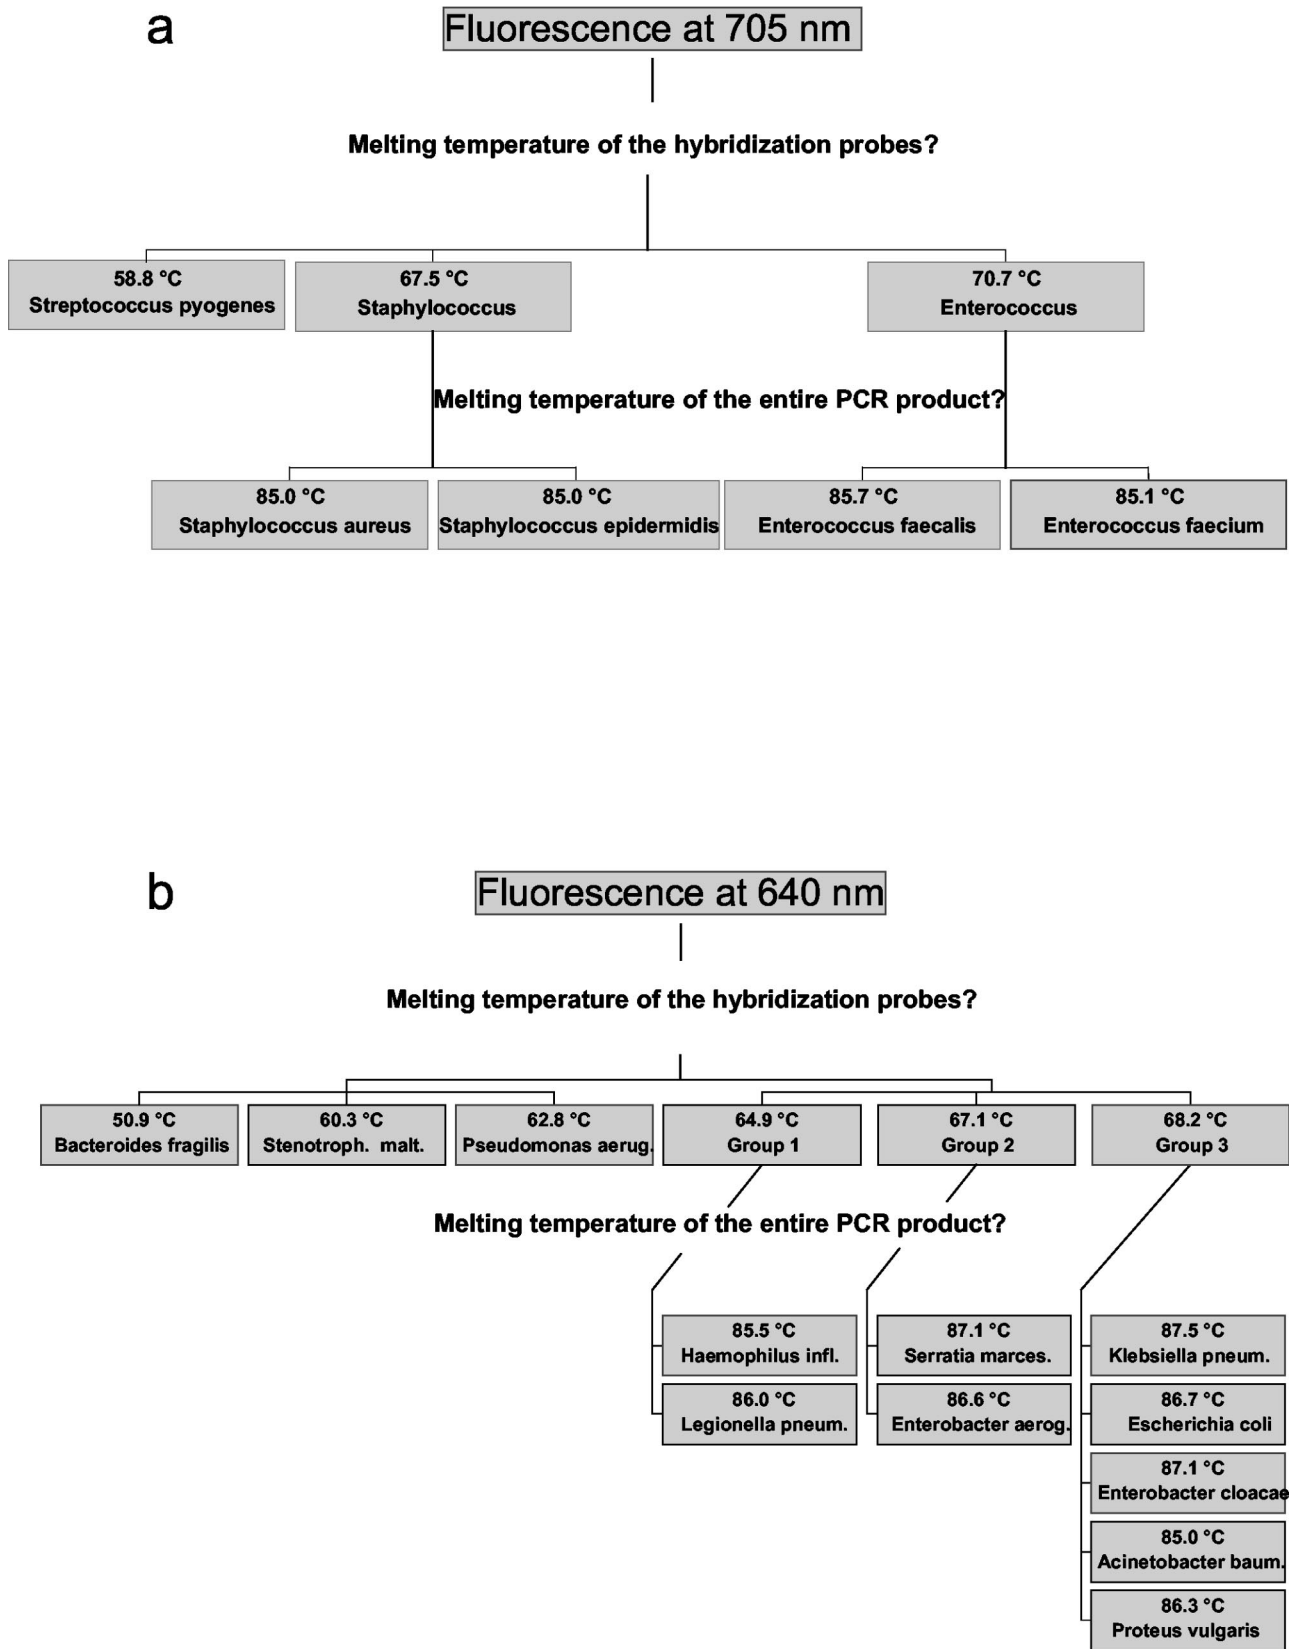 a
Fluorescence at 705 nm
Melting temperature of the hybridization probes?
58.8 °C
Streptococcus pyogenes
67.5 °C
Staphylococcus
70.7 °C
Enterococcus
Melting temperature of the entire PCR product?
85.0 °C
Staphylococcus aureus
85.0 °C
Staphylococcus epidermidis
85.7 °C
Enterococcus faecalis
85.1 °C
Enterococcus faecium
b
Fluorescence at 640 nm
Melting temperature of the hybridization probes?
50.9 °C
Bacteroides fragilis
60.3 °C
Stenotroph. malt.
62.8 °C
Pseudomonas aerug.
64.9 °C
Group 1
67.1 °C
Group 2
68.2 °C
Group 3
Melting temperature of the entire PCR product?
85.5 °C
Haemophilus infl.
86.0 °C
Legionella pneum.
87.1 °C
Serratia marces.
86.6 °C
Enterobacter aerog.
87.5 °C
Klebsiella pneum.
86.7 °C
Escherichia coli
87.1 °C
Enterobacter cloacae
85.0 °C
Acinetobacter baum.
86.3 °C
Proteus vulgaris